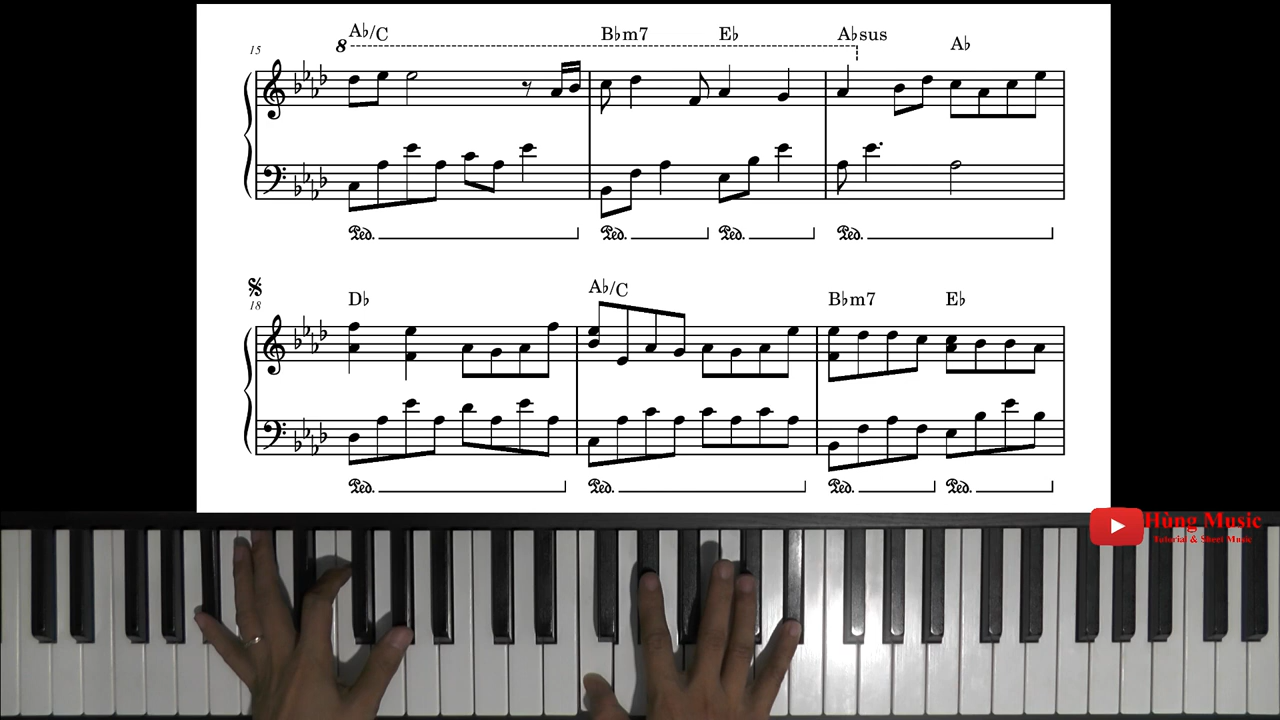 A♭/C
B♭m7
E♭
A♭sus
A♭
8
15
Ped.
Ped.
Ped.
Ped.
18
D♭
A♭/C
B♭m7
E♭
Ped.
Ped.
Ped.
Ped.
Hùng Music
Tutorial & Sheet Music